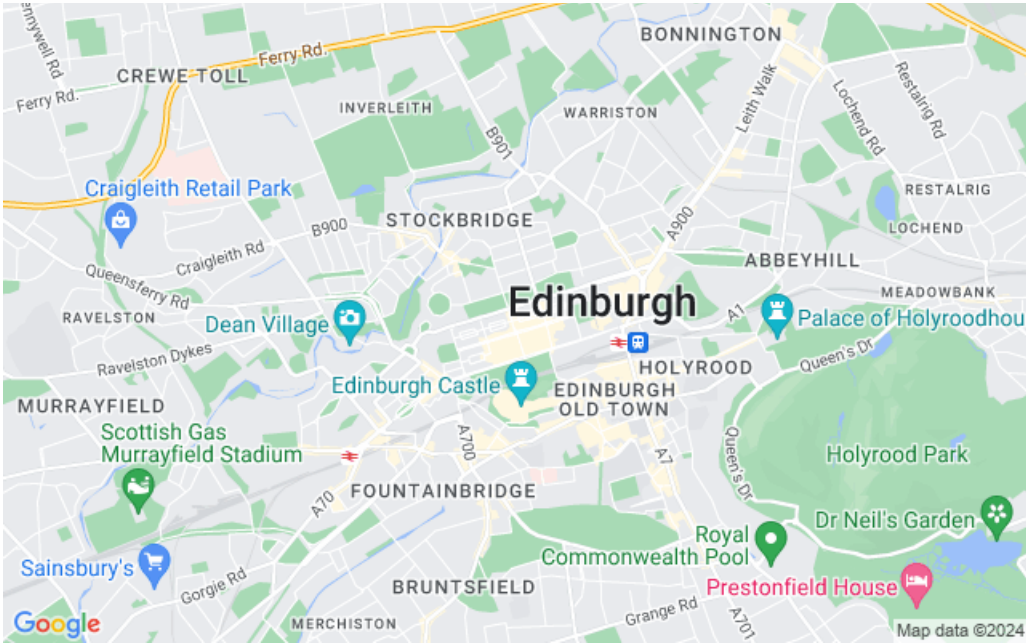 ennywell Rd
Ferry Rd.
CREWE TOLL
Ferry Rd.
BONNINGTON
INVERLEITH
WARRISTON
B901
Leith Walk
Lochend Rd
Restalrig Rd
Craigleith Retail Park
STOCKBRIDGE
B900
Craigleith Rd
A900
RESTALRIG
LOCHEND
ABBEYHILL
Queensferry Rd
RAVELSTON
Dean Village
Edinburgh
A1
MEADOWBANK
Palace of Holyroodhou
Ravelston Dykes
Queen's Dr
Edinburgh Castle
HOLYROOD
EDINBURGH
OLD TOWN
MURRAYFIELD
Scottish Gas
Murrayfield Stadium
A700
A7
Queen's Dr
Holyrood Park
A70
FOUNTAINBRIDGE
Royal
Commonwealth Pool
Dr Neil's Garden
Sainsbury's
Gorgie Rd
BRUNTSFIELD
Prestonfield House
Grange Rd
A701
MERCHISTON
Google
Map data ©2024